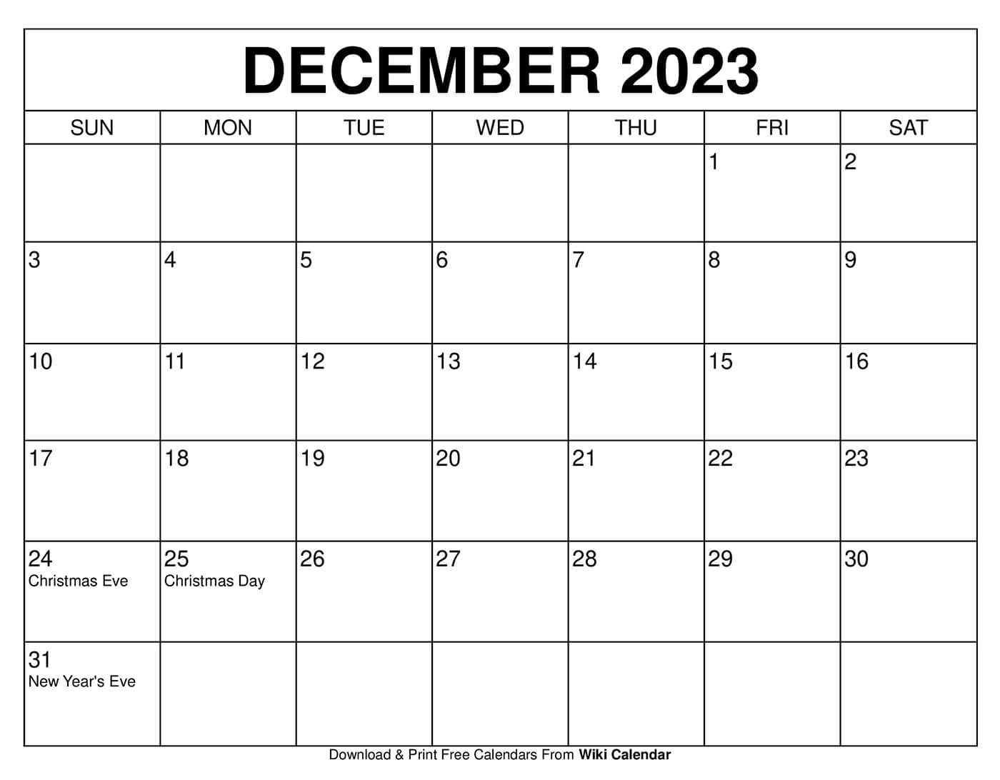 DECEMBER 2023
SUN MON TUE WED THU FRI SAT
1 2
3 4 5 6 7 8 9
10 11 12 13 14 15 16
17 18 19 20 21 22 23
24 25 26 27 28 29 30
Christmas Eve Christmas Day
31
New Year's Eve
Download & Print Free Calendars From Wiki Calendar